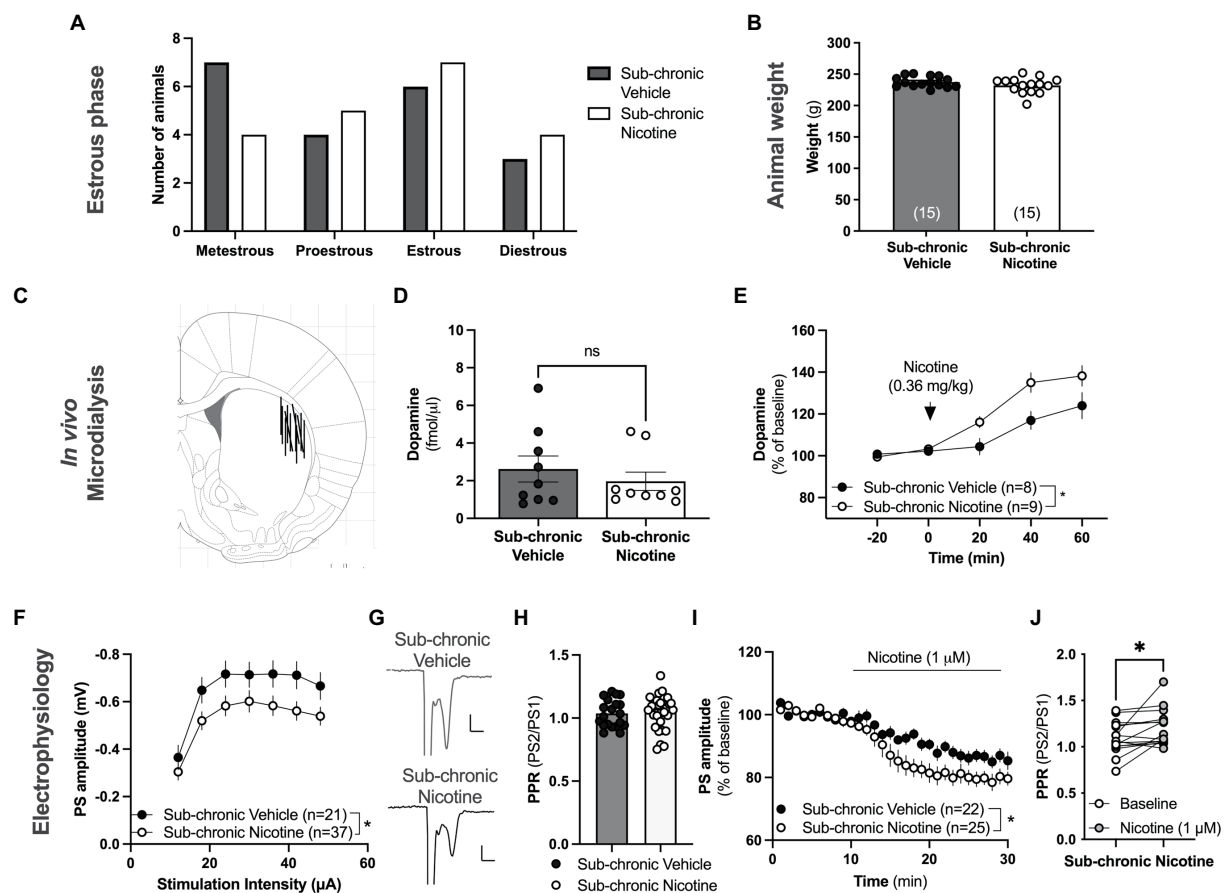 A
Estrous phase
Number of animals
8
6
4
2
0
Metestrous
Proestrous
Estrous
Diestrous
Sub-chronic
Vehicle
Sub-chronic
Nicotine
B
Animal weight
Weight (g)
300
250
200
150
100
50
0
(15)
(15)
Sub-chronic
Vehicle
Sub-chronic
Nicotine
C
In vivo
Microdialysis
D
Dopamine
(fmol/µl)
10
8
6
4
2
0
ns
Sub-chronic
Vehicle
Sub-chronic
Nicotine
E
Dopamine
(% of baseline)
160
140
120
100
80
Nicotine
(0.36 mg/kg)
Sub-chronic Vehicle (n=8)
Sub-chronic Nicotine (n=9)
*
-20
0
20
40
60
Time (min)
F
Electrophysiology
PS amplitude (mV)
-0.8
-0.6
-0.4
-0.2
0.0
Sub-chronic Vehicle (n=21)
Sub-chronic Nicotine (n=37)
*
0
20
40
60
Stimulation Intensity (µA)
G
Sub-chronic
Vehicle
Sub-chronic
Nicotine
H
PPR (PS2/PS1)
1.5
1.0
0.5
0.0
Sub-chronic Vehicle
Sub-chronic Nicotine
I
PS amplitude
(% of baseline)
120
100
80
60
Nicotine (1 µM)
Sub-chronic Vehicle (n=22)
Sub-chronic Nicotine (n=25)
*
0
10
20
30
Time (min)
J
PPR (PS2/PS1)
2.0
1.5
1.0
0.5
0.0
*
Baseline
Nicotine (1 µM)
Sub-chronic Nicotine